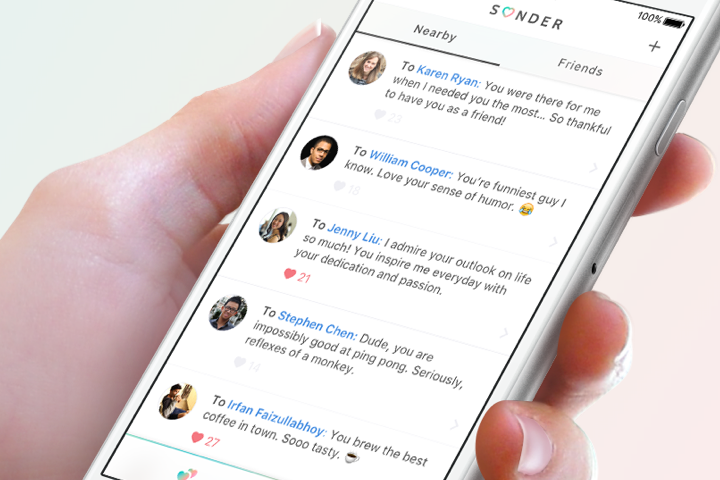 SONDER
100%
+
Nearby
Friends
To Karen Ryan: You were there for me
when I needed you the most... So thankful
to have you as a friend!
23
To William Cooper: You're funniest guy I
know. Love your sense of humor. 😂
18
To Jenny Liu: I admire your outlook on life
so much! You inspire me everyday with
your dedication and passion.
21
To Stephen Chen: Dude, you are
impossibly good at ping pong. Seriously,
reflexes of a monkey.
14
To Irfan Faizullabhoy: You brew the best
coffee in town. Sooo tasty. ☕
27